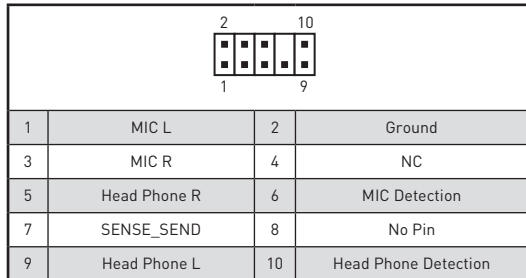 2 10
1 9
1 MIC L 2 Ground
3 MIC R 4 NC
5 Head Phone R 6 MIC Detection
7 SENSE_SEND 8 No Pin
9 Head Phone L 10 Head Phone Detection